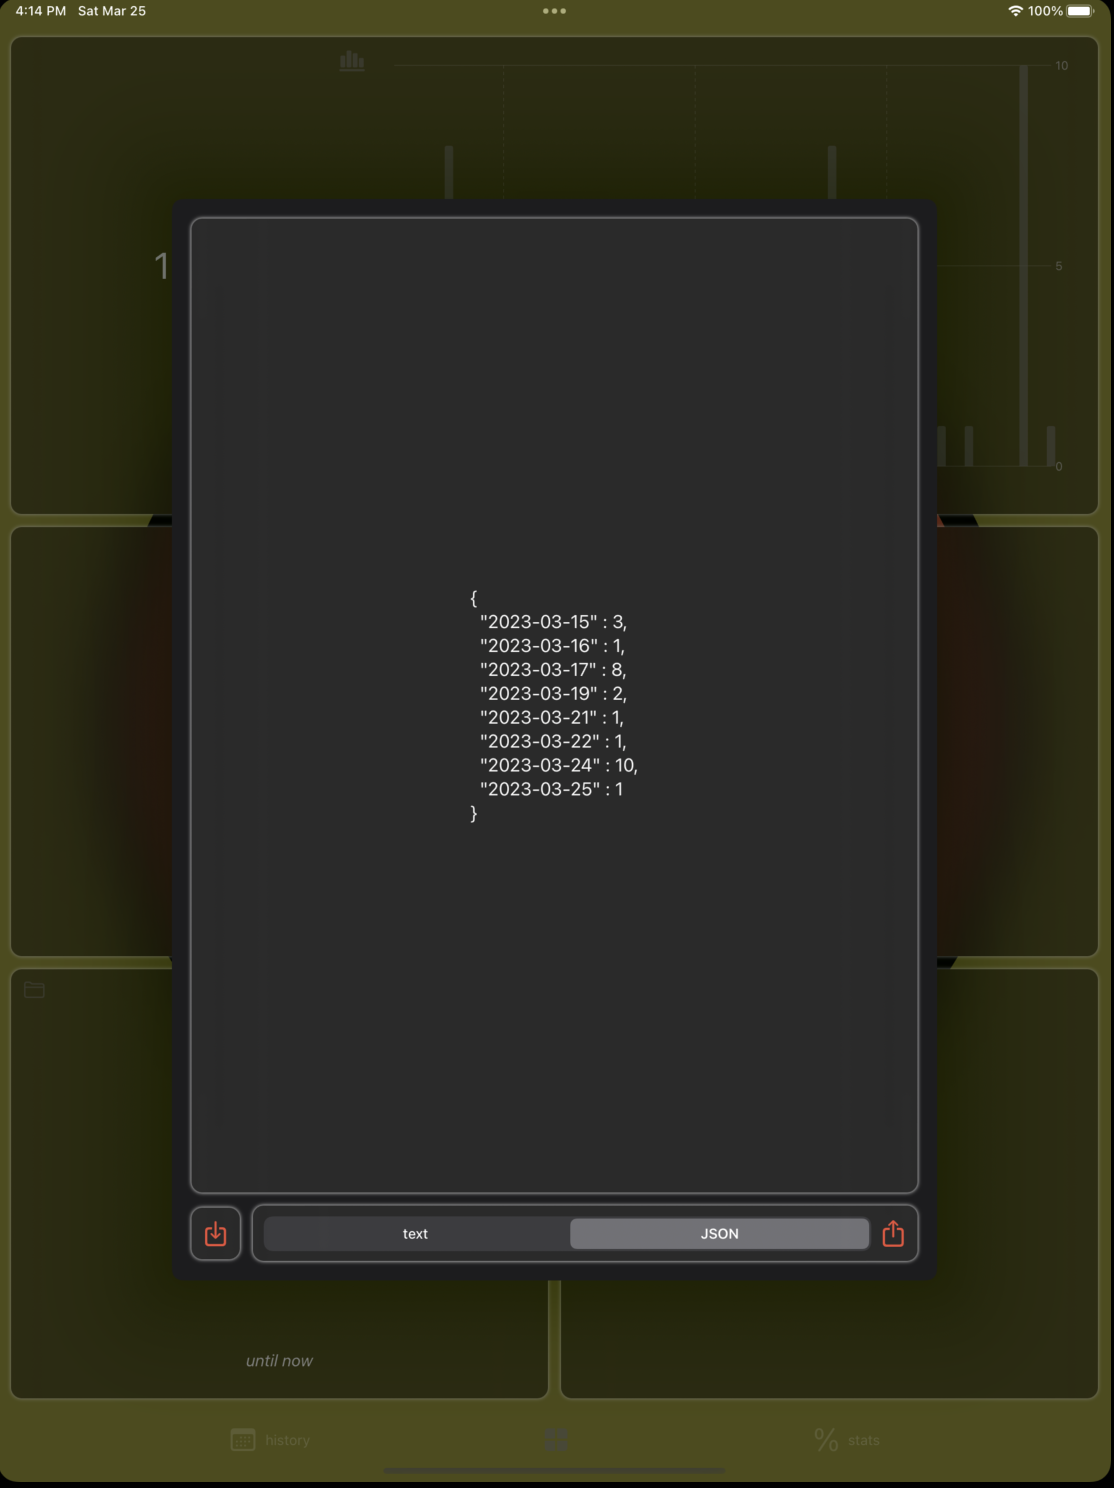 4:14 PM Sat Mar 25
100%
10
5
0
1
{
"2023-03-15" : 3,
"2023-03-16" : 1,
"2023-03-17" : 8,
"2023-03-19" : 2,
"2023-03-21" : 1,
"2023-03-22" : 1,
"2023-03-24" : 10,
"2023-03-25" : 1
}
text
JSON
until now
history
% stats